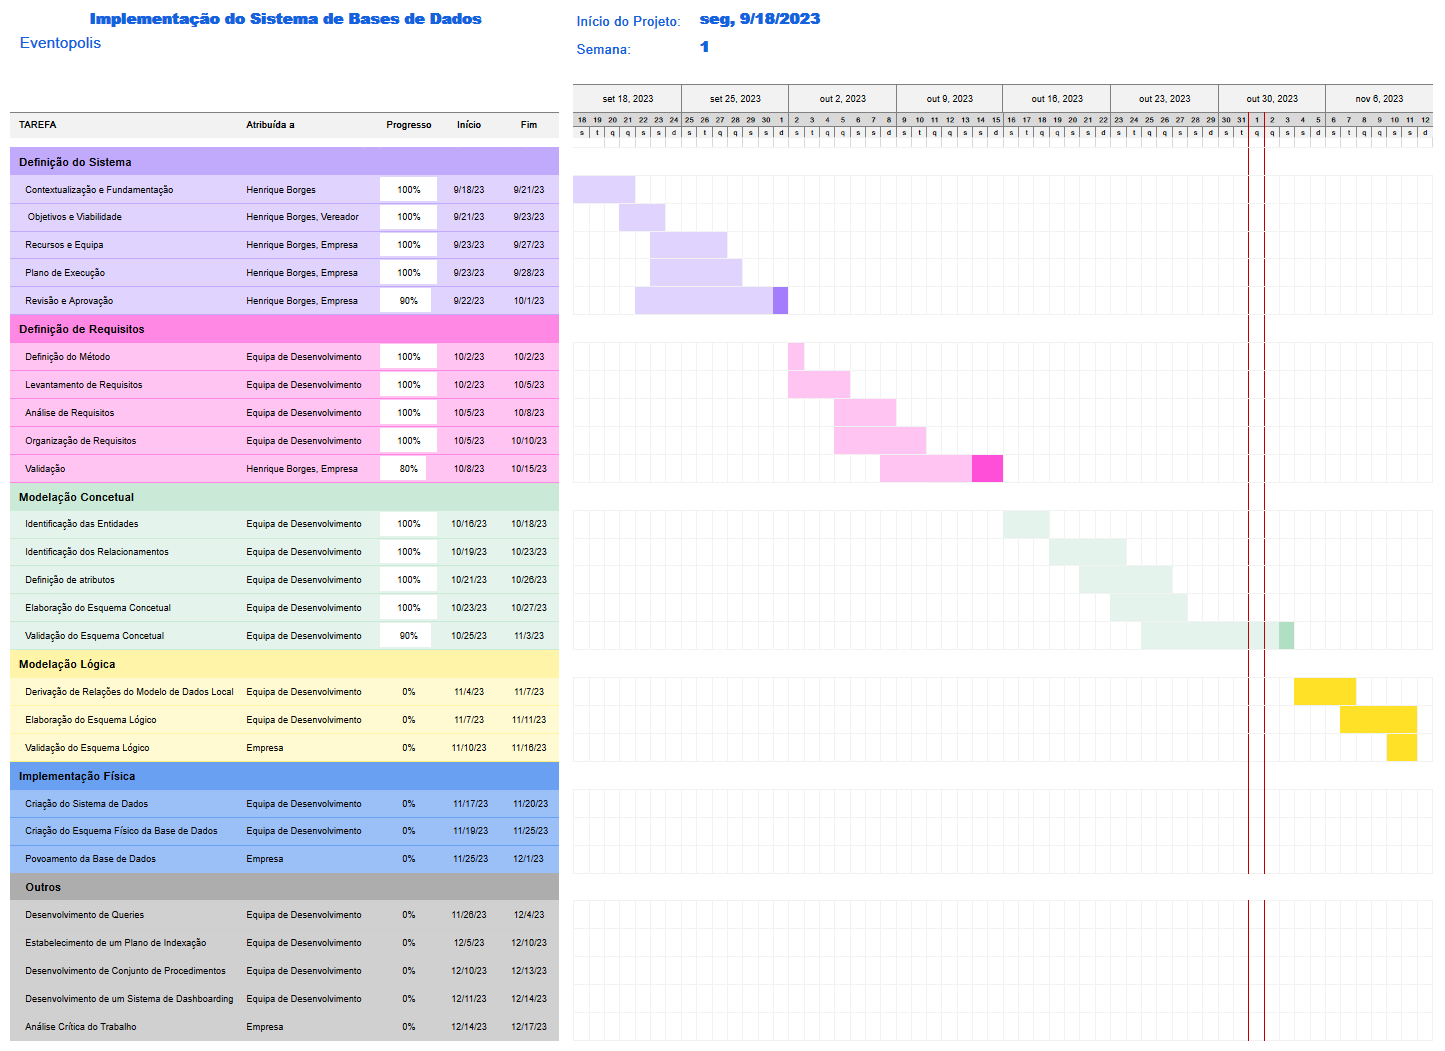 Implementação do Sistema de Bases de Dados
Início do Projeto: seg, 9/18/2023
Eventopolis
Semana: 1
set 18, 2023 set 25, 2023 out 2, 2023 out 9, 2023 out 16, 2023 out 23, 2023 out 30, 2023 nov 6, 2023
TAREFA Atribuída a Progresso Início Fim
18 19 20 21 22 23 24 25 26 27 28 29 30 1 2 3 4 5 6 7 8 9 10 11 12 13 14 15 16 17 18 19 20 21 22 23 24 25 26 27 28 29 30 31 1 2 3 4 5 6 7 8 9 10 11 12
s t q q s s d s t q q s s d s t q q s s d s t q q s s d s t q q s s d s t q q s s d s t q q s s d s t q q s s d
Definição do Sistema
Contextualização e Fundamentação Henrique Borges 100% 9/18/23 9/21/23
Objetivos e Viabilidade Henrique Borges, Vereador 100% 9/21/23 9/23/23
Recursos e Equipa Henrique Borges, Empresa 100% 9/23/23 9/27/23
Plano de Execução Henrique Borges, Empresa 100% 9/23/23 9/28/23
Revisão e Aprovação Henrique Borges, Empresa 90% 9/22/23 10/1/23
Definição de Requisitos
Definição do Método Equipa de Desenvolvimento 100% 10/2/23 10/2/23
Levantamento de Requisitos Equipa de Desenvolvimento 100% 10/2/23 10/5/23
Análise de Requisitos Equipa de Desenvolvimento 100% 10/5/23 10/8/23
Organização de Requisitos Equipa de Desenvolvimento 100% 10/5/23 10/10/23
Validação Henrique Borges, Empresa 80% 10/8/23 10/15/23
Modelação Concetual
Identificação das Entidades Equipa de Desenvolvimento 100% 10/16/23 10/18/23
Identificação dos Relacionamentos Equipa de Desenvolvimento 100% 10/19/23 10/23/23
Definição de atributos Equipa de Desenvolvimento 100% 10/21/23 10/26/23
Elaboração do Esquema Concetual Equipa de Desenvolvimento 100% 10/23/23 10/27/23
Validação do Esquema Concetual Equipa de Desenvolvimento 90% 10/25/23 11/3/23
Modelação Lógica
Derivação de Relações do Modelo de Dados Local Equipa de Desenvolvimento 0% 11/4/23 11/7/23
Elaboração do Esquema Lógico Equipa de Desenvolvimento 0% 11/7/23 11/11/23
Validação do Esquema Lógico Empresa 0% 11/10/23 11/16/23
Implementação Física
Criação do Sistema de Dados Equipa de Desenvolvimento 0% 11/17/23 11/20/23
Criação do Esquema Físico da Base de Dados Equipa de Desenvolvimento 0% 11/19/23 11/25/23
Povoamento da Base de Dados Empresa 0% 11/25/23 12/1/23
Outros
Desenvolvimento de Queries Equipa de Desenvolvimento 0% 11/26/23 12/4/23
Estabelecimento de um Plano de Indexação Equipa de Desenvolvimento 0% 12/5/23 12/10/23
Desenvolvimento de Conjunto de Procedimentos Equipa de Desenvolvimento 0% 12/10/23 12/13/23
Desenvolvimento de um Sistema de Dashboarding Equipa de Desenvolvimento 0% 12/11/23 12/14/23
Análise Crítica do Trabalho Empresa 0% 12/14/23 12/17/23